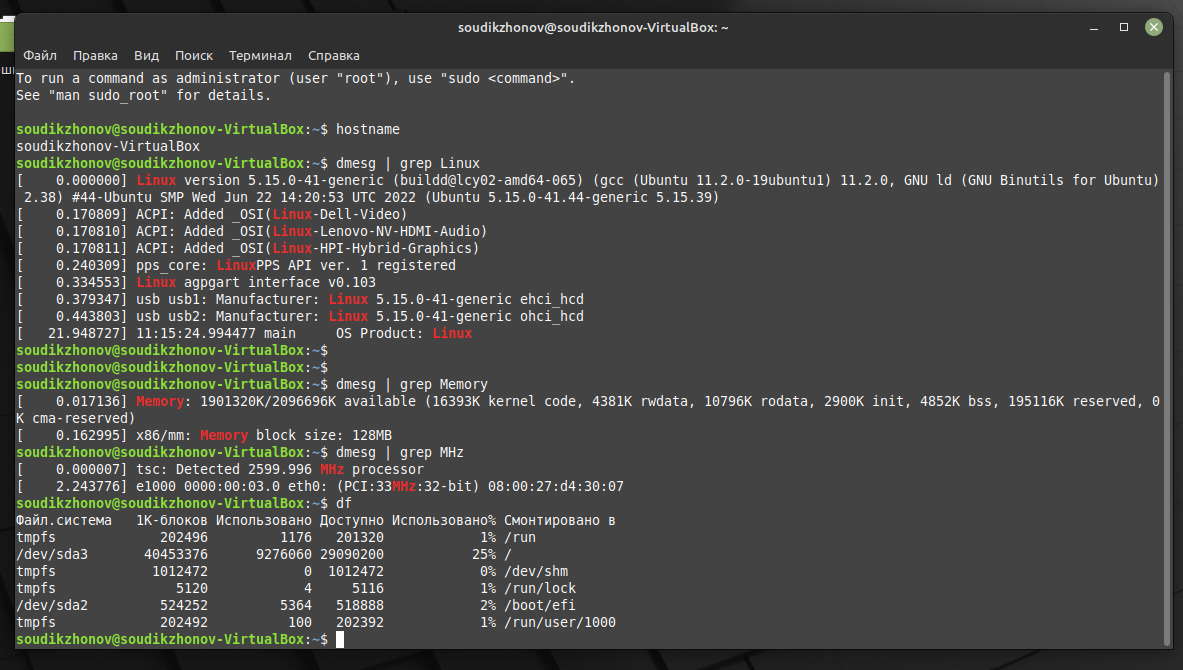 soudikzhonov@soudikzhonov-VirtualBox: ~
Файл Правка Вид Поиск Терминал Справка
To run a command as administrator (user "root"), use "sudo <command>".
See "man sudo_root" for details.
soudikzhonov@soudikzhonov-VirtualBox:~$ hostname
soudikzhonov-VirtualBox
soudikzhonov@soudikzhonov-VirtualBox:~$ dmesg | grep Linux
[    0.000000] Linux version 5.15.0-41-generic (buildd@lcy02-amd64-065) (gcc (Ubuntu 11.2.0-19ubuntu1) 11.2.0, GNU ld (GNU Binutils for Ubuntu)
 2.38) #44-Ubuntu SMP Wed Jun 22 14:20:53 UTC 2022 (Ubuntu 5.15.0-41.44-generic 5.15.39)
[    0.170809] ACPI: Added _OSI(Linux-Dell-Video)
[    0.170810] ACPI: Added _OSI(Linux-Lenovo-NV-HDMI-Audio)
[    0.170811] ACPI: Added _OSI(Linux-HPI-Hybrid-Graphics)
[    0.240309] pps_core: LinuxPPS API ver. 1 registered
[    0.334553] Linux agpgart interface v0.103
[    0.379347] usb usb1: Manufacturer: Linux 5.15.0-41-generic ehci_hcd
[    0.443803] usb usb2: Manufacturer: Linux 5.15.0-41-generic ohci_hcd
[   21.948727] 11:15:24.994477 main     OS Product: Linux
soudikzhonov@soudikzhonov-VirtualBox:~$
soudikzhonov@soudikzhonov-VirtualBox:~$
soudikzhonov@soudikzhonov-VirtualBox:~$ dmesg | grep Memory
[    0.017136] Memory: 1901320K/2096696K available (16393K kernel code, 4381K rwdata, 10796K rodata, 2900K init, 4852K bss, 195116K reserved, 0
K cma-reserved)
[    0.162995] x86/mm: Memory block size: 128MB
soudikzhonov@soudikzhonov-VirtualBox:~$ dmesg | grep MHz
[    0.000007] tsc: Detected 2599.996 MHz processor
[    2.243776] e1000 0000:00:03.0 eth0: (PCI:33MHz:32-bit) 08:00:27:d4:30:07
soudikzhonov@soudikzhonov-VirtualBox:~$ df
Файл.система   1K-блоков Использовано Доступно Использовано% Смонтировано в
tmpfs             202496         1176   201320            1% /run
/dev/sda3       40453376      9276060 29090200           25% /
tmpfs            1012472            0  1012472            0% /dev/shm
tmpfs               5120            4     5116            1% /run/lock
/dev/sda2         524252         5364   518888            2% /boot/efi
tmpfs             202492          100   202392            1% /run/user/1000
soudikzhonov@soudikzhonov-VirtualBox:~$